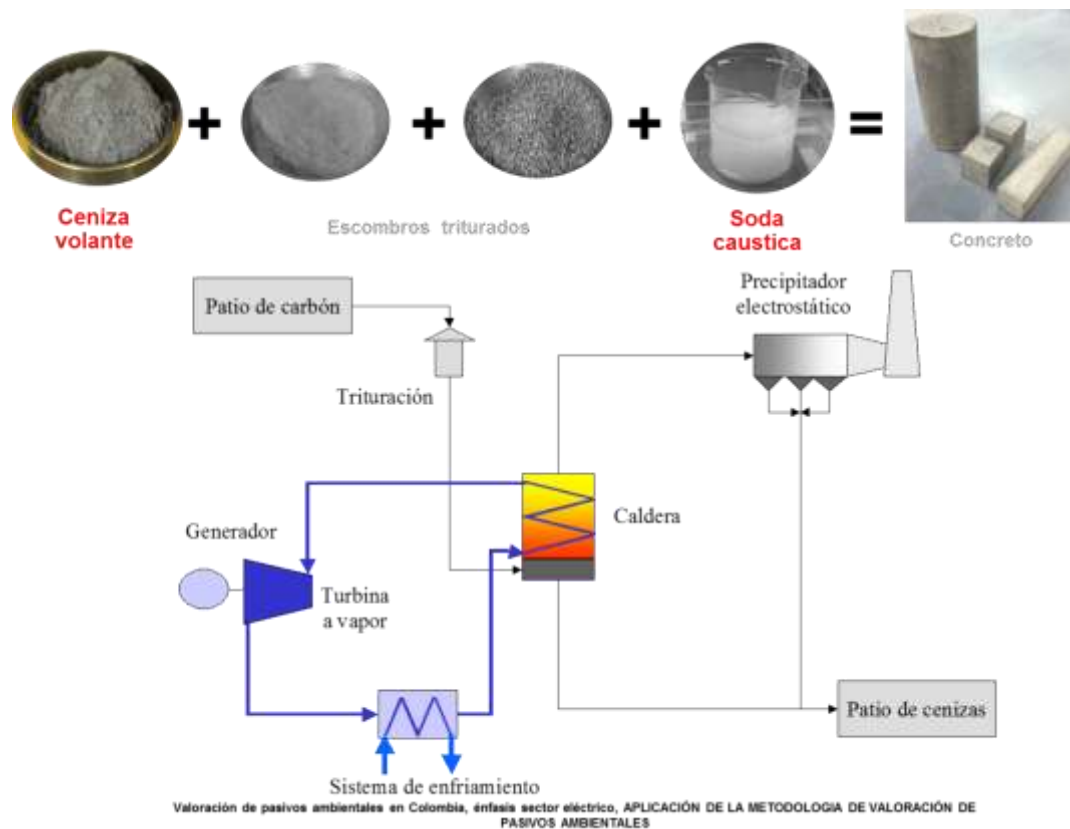 + + + =
Ceniza
volante
Escombros triturados
Soda
caustica
Concreto
Patio de carbón
Trituración
Precipitador
electrostático
Caldera
Generador
Turbina
a vapor
Patio de cenizas
Sistema de enfriamiento
Valoración de pasivos ambientales en Colombia, énfasis sector eléctrico, APLICACIÓN DE LA METODOLOGIA DE VALORACIÓN DE
PASIVOS AMBIENTALES